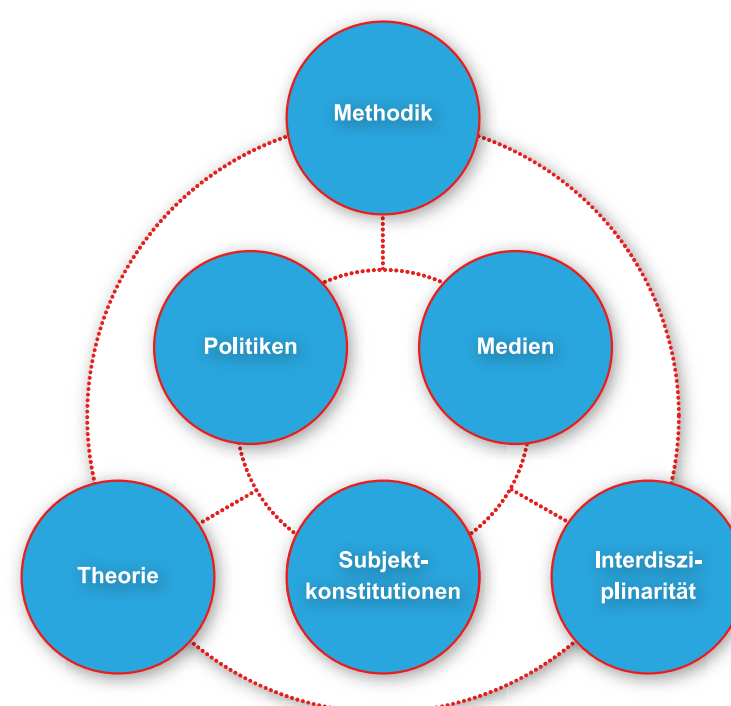 Methodik
Politiken
Medien
Theorie
Subjekt-
konstitutionen
Interdiszi-
plinarität